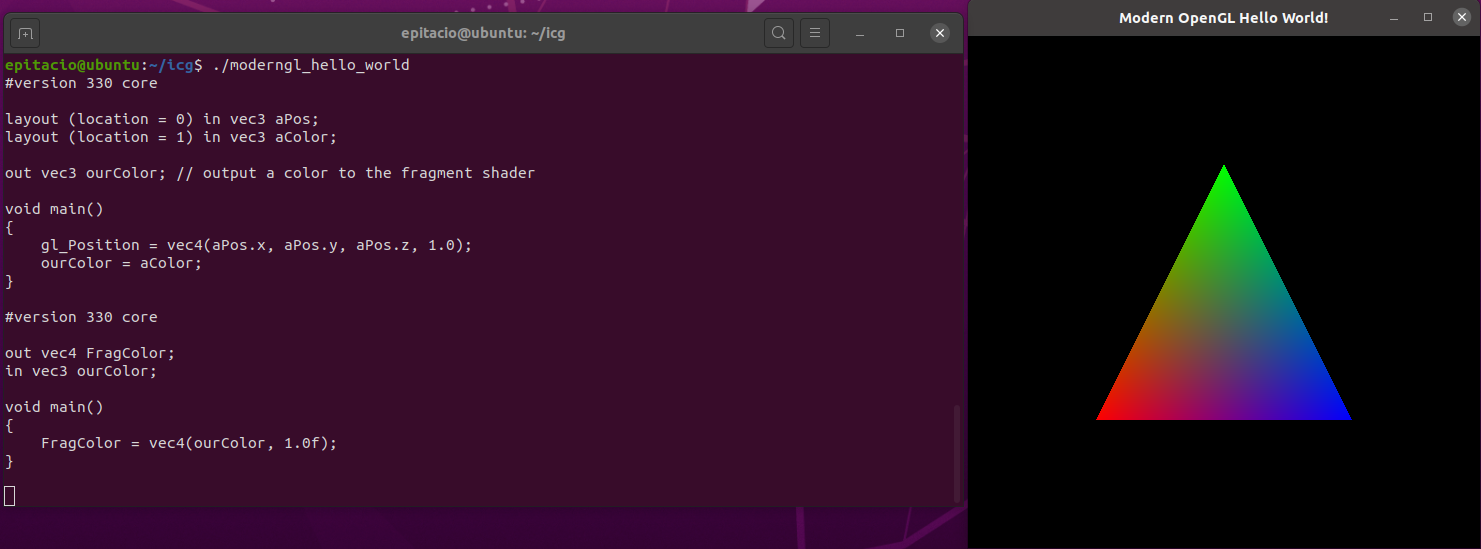 epitacio@ubuntu: ~/icg
epitacio@ubuntu:~/icg$ ./moderngl_hello_world
#version 330 core
layout (location = 0) in vec3 aPos;
layout (location = 1) in vec3 aColor;
out vec3 ourColor; // output a color to the fragment shader
void main()
{
    gl_Position = vec4(aPos.x, aPos.y, aPos.z, 1.0);
    ourColor = aColor;
}
#version 330 core
out vec4 FragColor;
in vec3 ourColor;
void main()
{
    FragColor = vec4(ourColor, 1.0f);
}
Modern OpenGL Hello World!